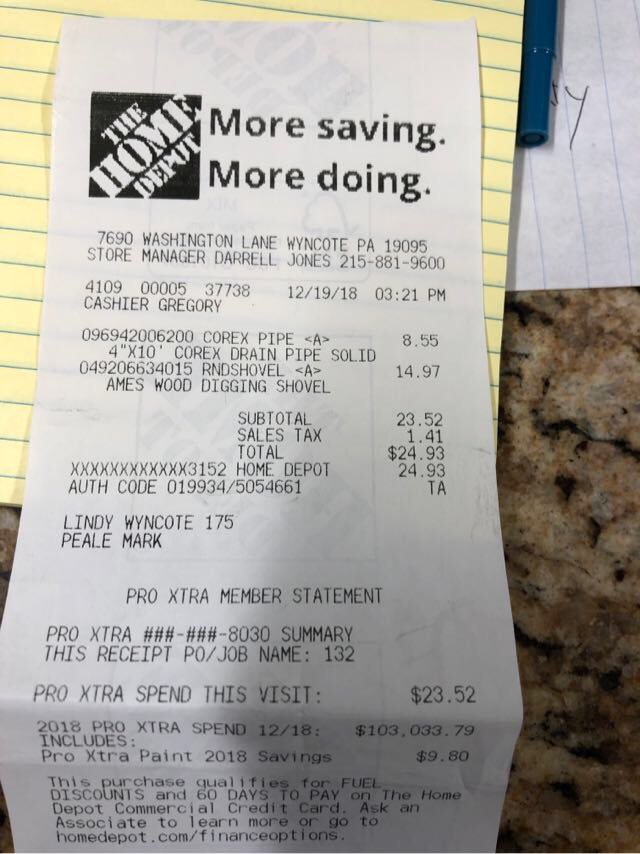 THE HOME DEPOT
More saving.
More doing.
7690 WASHINGTON LANE WYNCOTE PA 19095
STORE MANAGER DARRELL JONES 215-881-9600
4109 00005 37738 12/19/18 03:21 PM
CASHIER GREGORY
096942006200 COREX PIPE <A> 8.55
4"X10' COREX DRAIN PIPE SOLID
049206634015 RNDSHOVEL <A> 14.97
AMES WOOD DIGGING SHOVEL
SUBTOTAL 23.52
SALES TAX 1.41
TOTAL $24.93
XXXXXXXXXXXX3152 HOME DEPOT 24.93
AUTH CODE 019934/5054661 TA
LINDY WYNCOTE 175
PEALE MARK
PRO XTRA MEMBER STATEMENT
PRO XTRA ###-###-8030 SUMMARY
THIS RECEIPT PO/JOB NAME: 132
PRO XTRA SPEND THIS VISIT: $23.52
2018 PRO XTRA SPEND 12/18: $103,033.79
INCLUDES:
Pro Xtra Paint 2018 Savings $9.80
This purchase qualifies for FUEL
DISCOUNTS and 60 DAYS TO PAY on The Home
Depot Commercial Credit Card. Ask an
Associate to learn more or go to
homedepot.com/financeoptions.